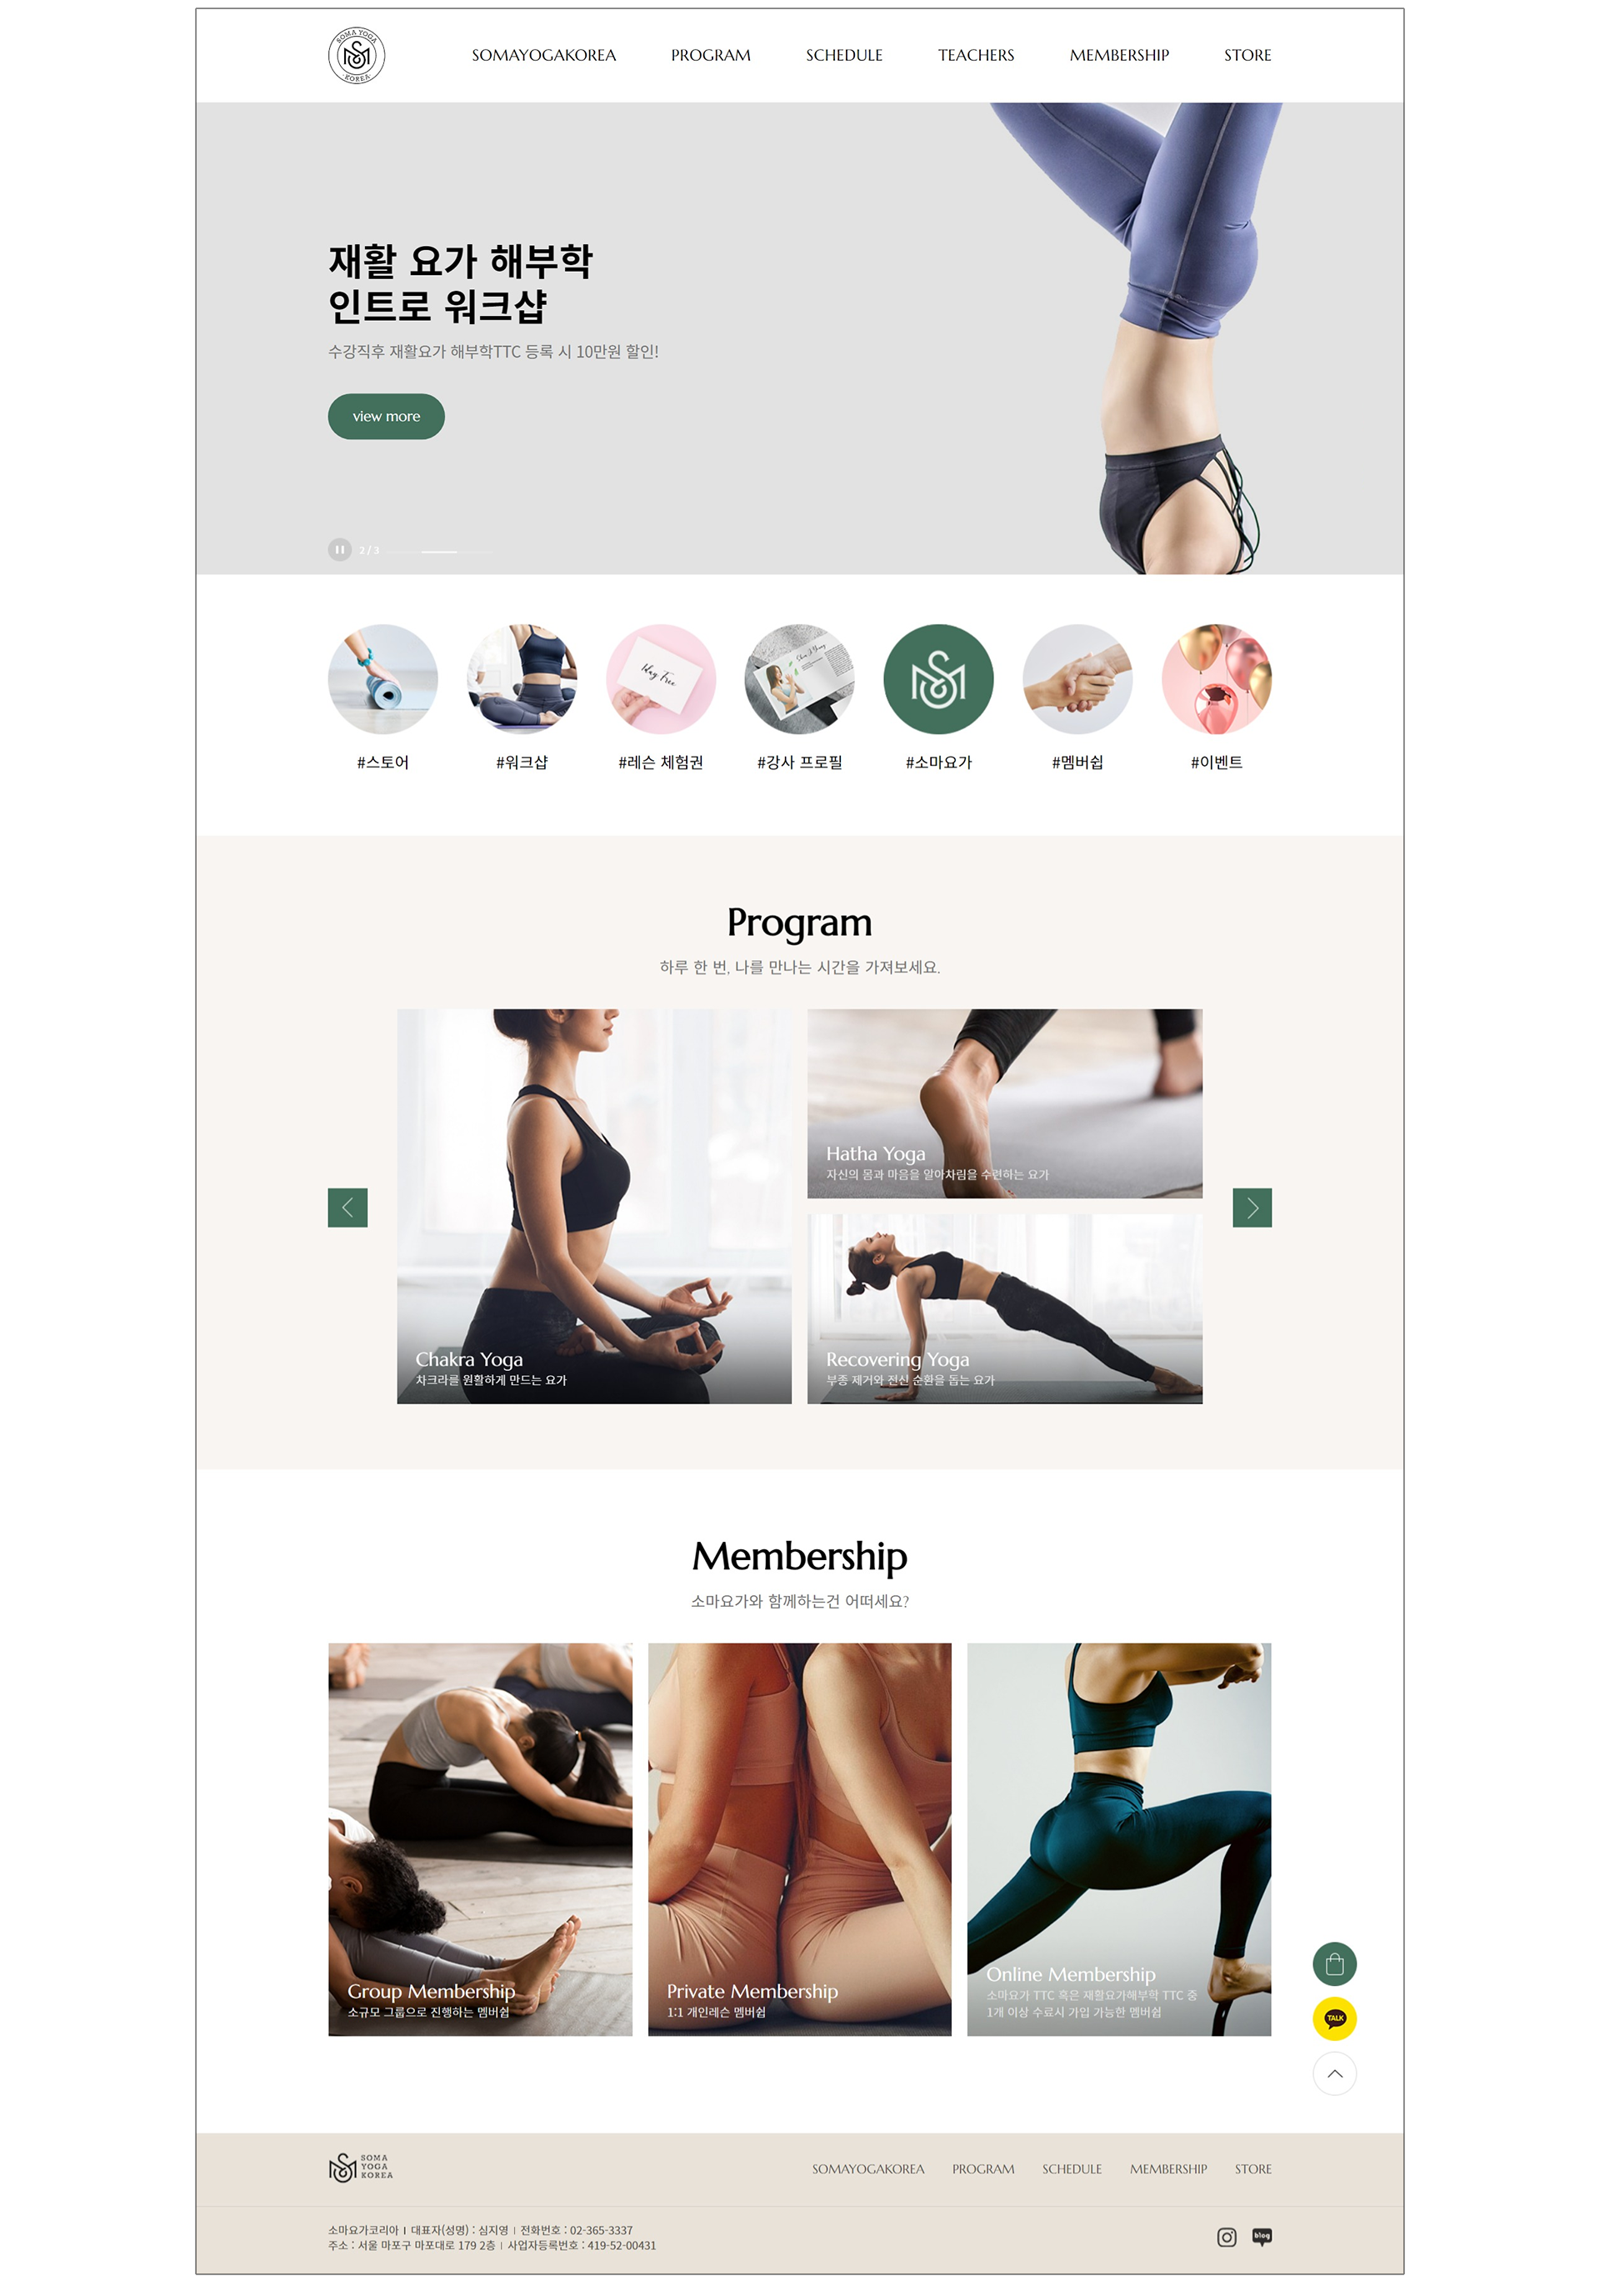 SOMA YOGA
KOREA
SOMAYOGAKOREA PROGRAM SCHEDULE TEACHERS MEMBERSHIP STORE
재활 요가 해부학
인트로 워크샵
수강직후 재활요가 해부학TTC 등록 시 10만원 할인!
view more
2 / 3
1day Free
#스토어 #워크샵 #레슨 체험권 #강사 프로필 #소마요가 #멤버쉽 #이벤트
Program
하루 한 번, 나를 만나는 시간을 가져보세요.
Hatha Yoga
자신의 몸과 마음을 알아차림을 수련하는 요가
Chakra Yoga
차크라를 원활하게 만드는 요가
Recovering Yoga
부종 제거와 전신 순환을 돕는 요가
Membership
소마요가와 함께하는건 어떠세요?
Group Membership
소규모 그룹으로 진행하는 멤버쉽
Private Membership
1:1 개인레슨 멤버쉽
Online Membership
소마요가 TTC 혹은 재활요가해부학 TTC 중
1개 이상 수료시 가입 가능한 멤버쉽
TALK
SOMA
YOGA
KOREA
SOMAYOGAKOREA PROGRAM SCHEDULE MEMBERSHIP STORE
소마요가코리아 | 대표자(성명) : 심지영 | 전화번호 : 02-365-3337
주소 : 서울 마포구 마포대로 179 2층 | 사업자등록번호 : 419-52-00431
blog